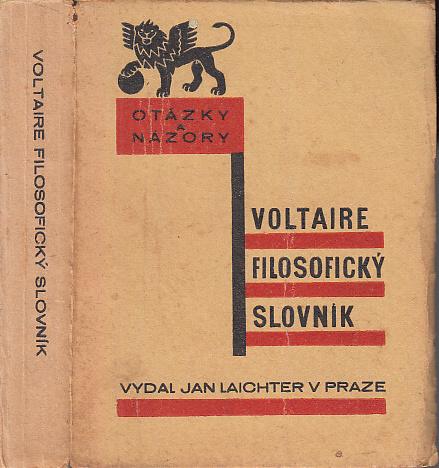 VOLTAIRE FILOSOFICKÝ SLOVNÍK
OTÁZKY
A
NÁZORY
VOLTAIRE
FILOSOFICKÝ
SLOVNÍK
VYDAL JAN LAICHTER V PRAZE